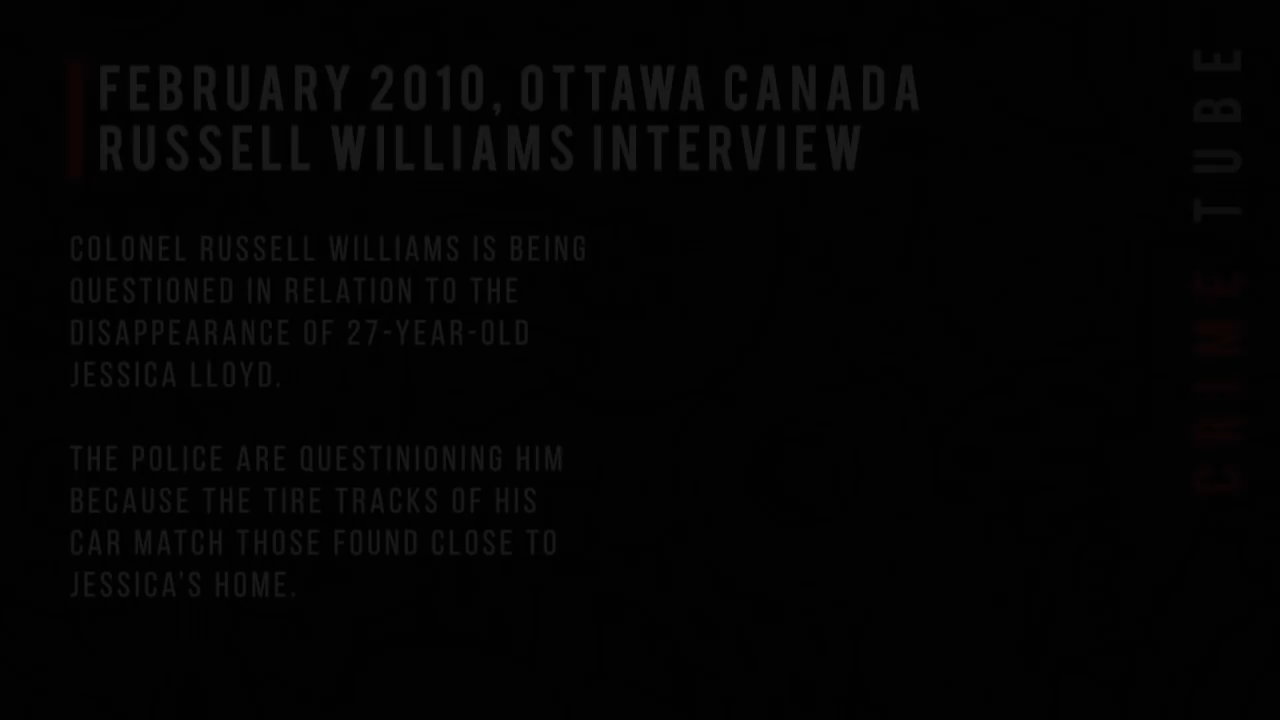 FEBRUARY 2010, OTTAWA CANADA
RUSSELL WILLIAMS INTERVIEW
COLONEL RUSSELL WILLIAMS IS BEING
QUESTIONED IN RELATION TO THE
DISAPPEARANCE OF 27-YEAR-OLD
JESSICA LLOYD.
THE POLICE ARE QUESTINIONING HIM
BECAUSE THE TIRE TRACKS OF HIS
CAR MATCH THOSE FOUND CLOSE TO
JESSICA'S HOME.
CRIME TUBE